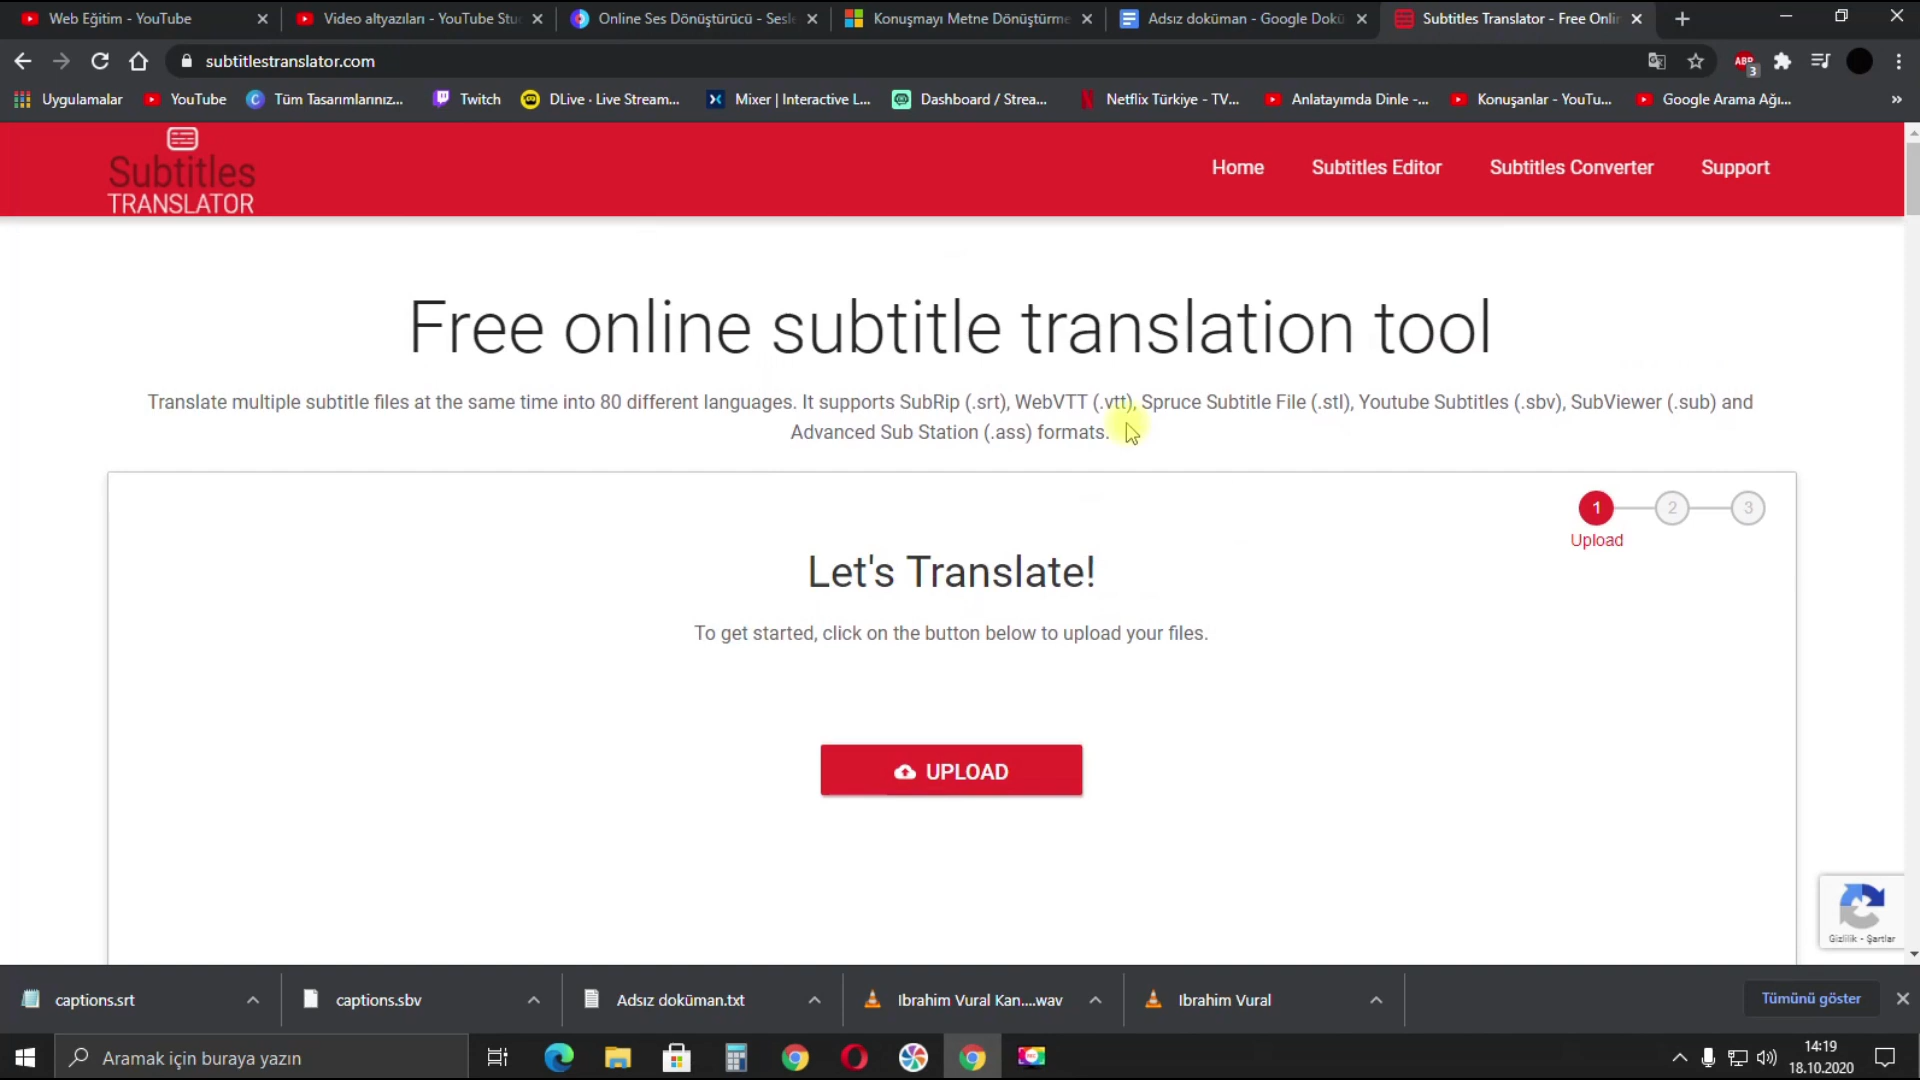 Web Eğitim - YouTube
Video altyazıları - YouTube Stu
Online Ses Dönüştürücü - Sesle
Konuşmayı Metne Dönüştürme
Adsız doküman - Google Dokü
Subtitles Translator - Free Onlin
subtitlestranslator.com
ABP
3
Uygulamalar
YouTube
Tüm Tasarımlarınız...
Twitch
DLive · Live Stream...
Mixer | Interactive L...
Dashboard / Strea...
Netflix Türkiye - TV...
Anlatayımda Dinle -...
Konuşanlar - YouTu...
Google Arama Ağı...
»
Subtitles
TRANSLATOR
Home
Subtitles Editor
Subtitles Converter
Support
Free online subtitle translation tool
Translate multiple subtitle files at the same time into 80 different languages. It supports SubRip (.srt), WebVTT (.vtt), Spruce Subtitle File (.stl), Youtube Subtitles (.sbv), SubViewer (.sub) and
Advanced Sub Station (.ass) formats.
1
2
3
Upload
Let's Translate!
To get started, click on the button below to upload your files.
UPLOAD
Gizlilik - Şartlar
captions.srt
captions.sbv
Adsız doküman.txt
Ibrahim Vural Kan....wav
Ibrahim Vural
Tümünü göster
Aramak için buraya yazın
14:19
18.10.2020